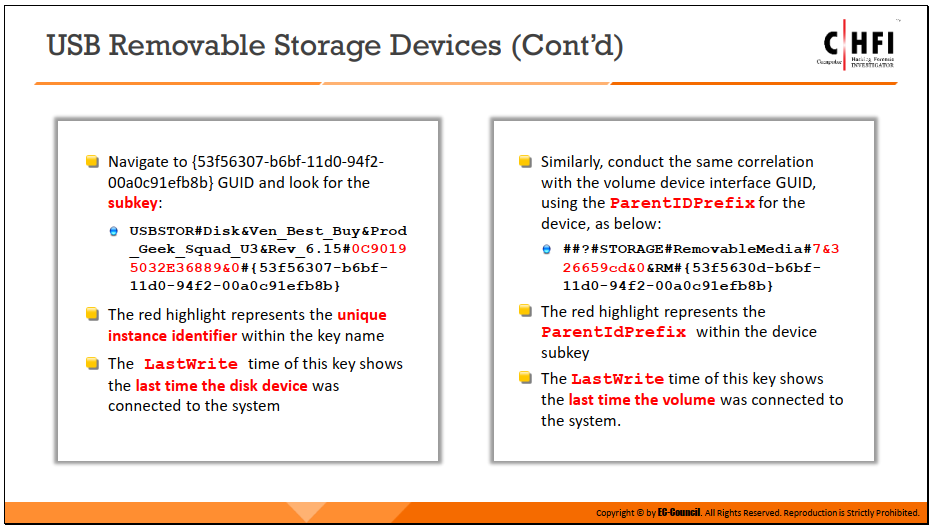 USB Removable Storage Devices (Cont’d)
C HFI
Computer Hacking Forensic
INVESTIGATOR
Navigate to {53f56307-b6bf-11d0-94f2-
00a0c91efb8b} GUID and look for the
subkey:
USBSTOR#Disk&Ven_Best_Buy&Prod
_Geek_Squad_U3&Rev_6.15#0C9019
5032E36889&0#{53f56307-b6bf-
11d0-94f2-00a0c91efb8b}
The red highlight represents the unique
instance identifier within the key name
The LastWrite time of this key shows
the last time the disk device was
connected to the system
Similarly, conduct the same correlation
with the volume device interface GUID,
using the ParentIDPrefix for the
device, as below:
##?#STORAGE#RemovableMedia#7&3
26659cd&0&RM#{53f5630d-b6bf-
11d0-94f2-00a0c91efb8b}
The red highlight represents the
ParentIdPrefix within the device
subkey
The LastWrite time of this key shows
the last time the volume was connected to
the system.
Copyright © by EC-Council. All Rights Reserved. Reproduction is Strictly Prohibited.